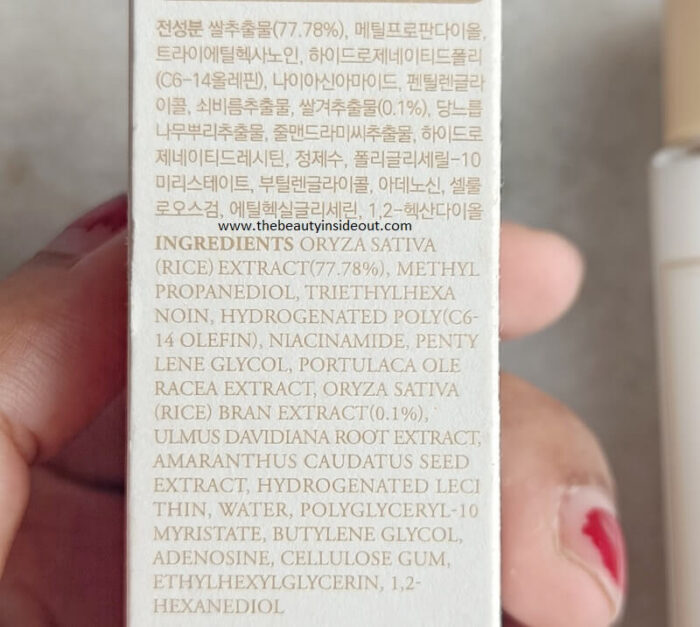 전성분 쌀추출물(77.78%), 메틸프로판다이올,
트라이에틸헥사노인, 하이드로제네이티드폴리
(C6-14올레핀), 나이아신아마이드, 펜틸렌글라
이콜, 쇠비름추출물, 쌀겨추출물(0.1%), 당느릅
나무뿌리추출물, 줄맨드라미씨추출물, 하이드로
제네이티드레시틴, 정제수, 폴리글리세릴-10
미리스테이트, 부틸렌글라이콜, 아데노신, 셀룰
로오스검, 에틸헥실글리세린, 1,2-헥산다이올
www.thebeautyinsideout.com
INGREDIENTS ORYZA SATIVA
(RICE) EXTRACT(77.78%), METHYL
PROPANEDIOL, TRIETHYLHEXA
NOIN, HYDROGENATED POLY(C6-
14 OLEFIN), NIACINAMIDE, PENTY
LENE GLYCOL, PORTULACA OLE
RACEA EXTRACT, ORYZA SATIVA
(RICE) BRAN EXTRACT(0.1%),
ULMUS DAVIDIANA ROOT EXTRACT,
AMARANTHUS CAUDATUS SEED
EXTRACT, HYDROGENATED LECI
THIN, WATER, POLYGLYCERYL-10
MYRISTATE, BUTYLENE GLYCOL,
ADENOSINE, CELLULOSE GUM,
ETHYLHEXYLGLYCERIN, 1,2-
HEXANEDIOL